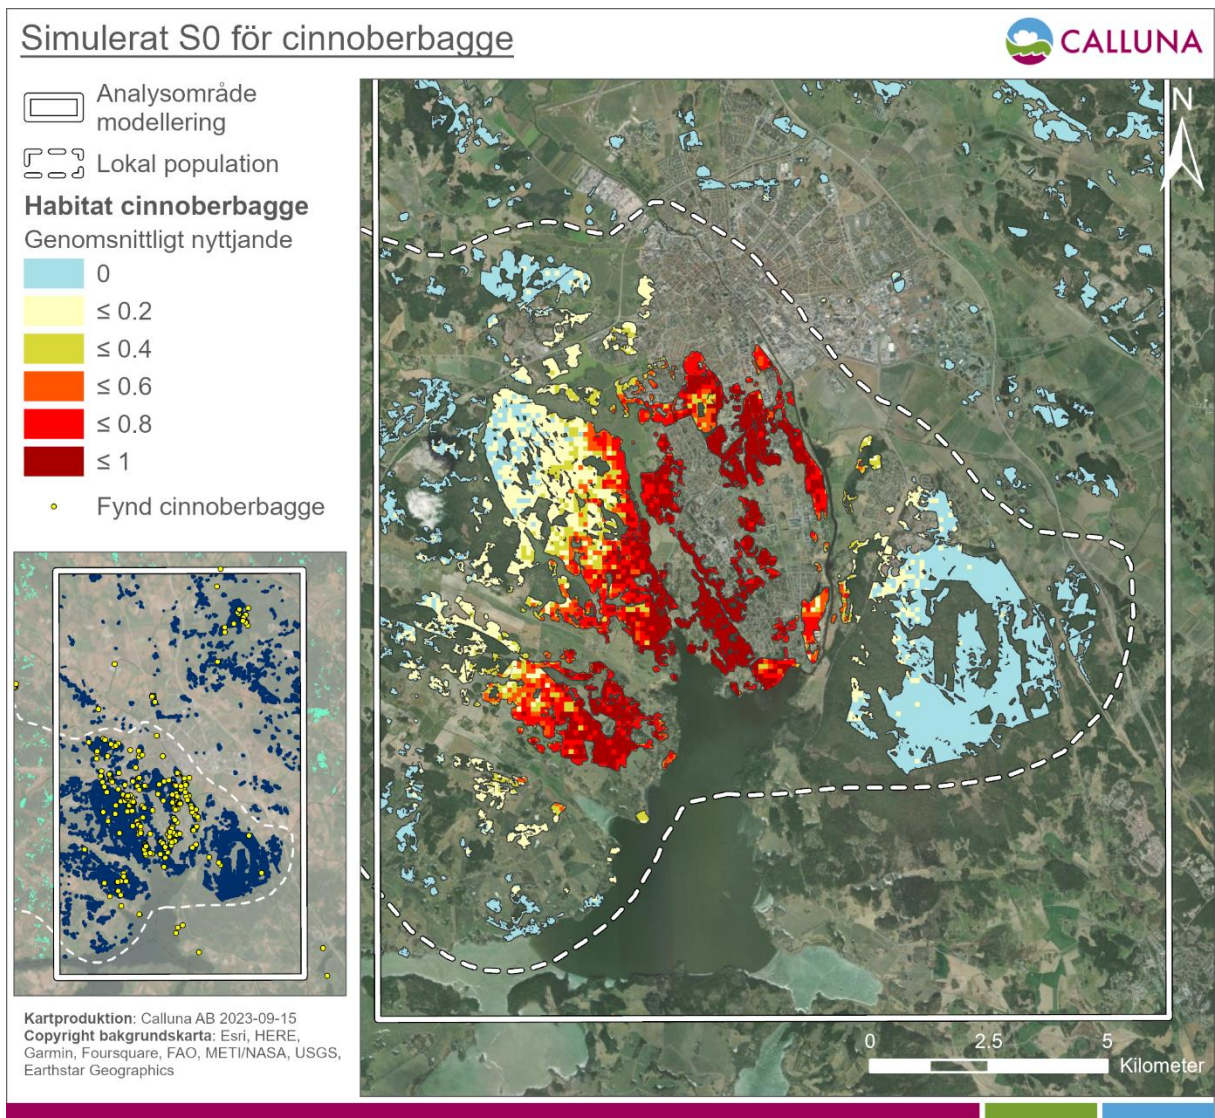 Simulerat S0 för cinnoberbagge
CALLUNA
Analysområde
modellering
Lokal population
Habitat cinnoberbagge
Genomsnittligt nyttjande
0
≤ 0.2
≤ 0.4
≤ 0.6
≤ 0.8
≤ 1
Fynd cinnoberbagge
Kartproduktion: Calluna AB 2023-09-15
Copyright bakgrundskarta: Esri, HERE,
Garmin, Foursquare, FAO, METI/NASA, USGS,
Earthstar Geographics
N
0 2.5 5
Kilometer